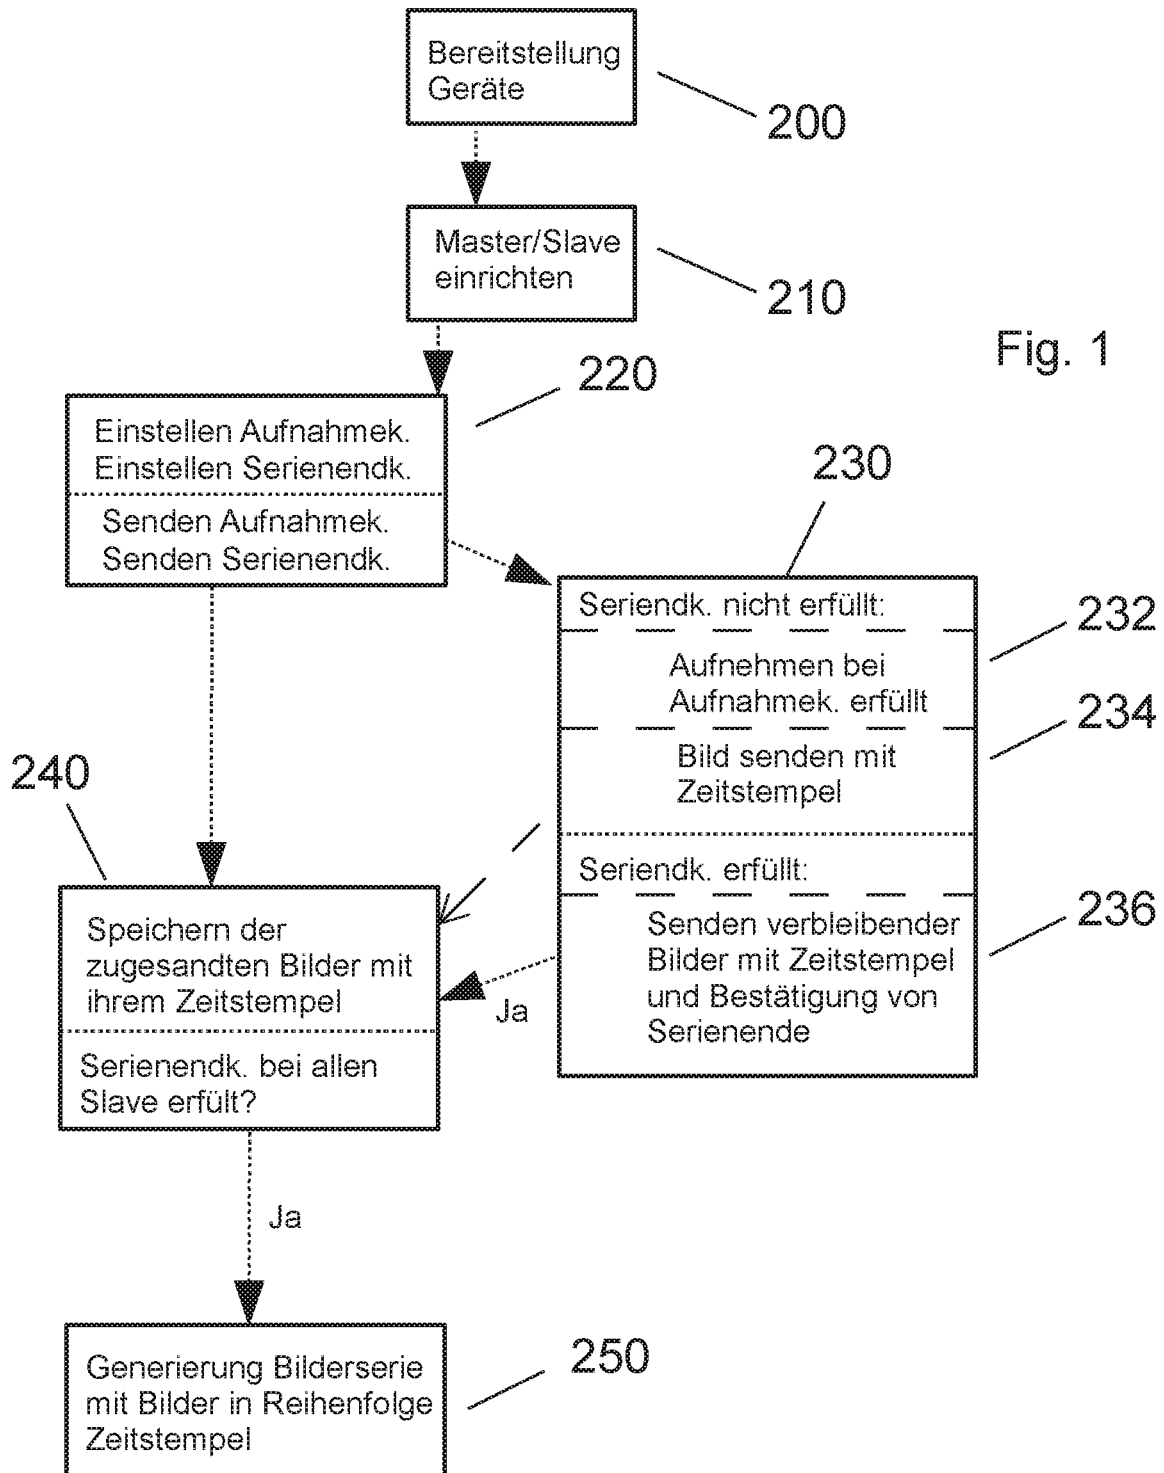 Bereitstellung
Geräte
200
Master/Slave
einrichten
210
Fig. 1
220
Einstellen Aufnahmek.
Einstellen Serienendk.
Senden Aufnahmek.
Senden Serienendk.
230
Seriendk. nicht erfüllt:
232
Aufnehmen bei
Aufnahmek. erfüllt
234
Bild senden mit
Zeitstempel
Seriendk. erfüllt:
236
Senden verbleibender
Bilder mit Zeitstempel
und Bestätigung von
Serienende
Ja
240
Speichern der
zugesandten Bilder mit
ihrem Zeitstempel
Serienendk. bei allen
Slave erfült?
Ja
250
Generierung Bilderserie
mit Bilder in Reihenfolge
Zeitstempel